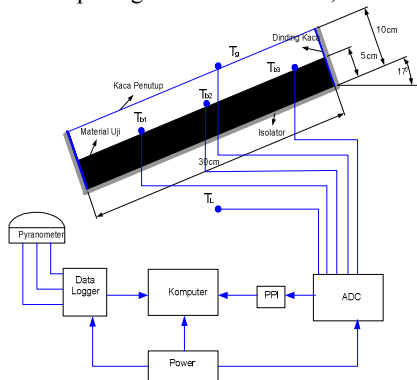 Dinding Kaca
10cm
5cm
17°
Tg
Tb3
Kaca Penutup
Tb2
Material Uji
Tb1
Isolator
30cm
TL
Pyranometer
Data
Logger
Komputer
PPI
ADC
Power